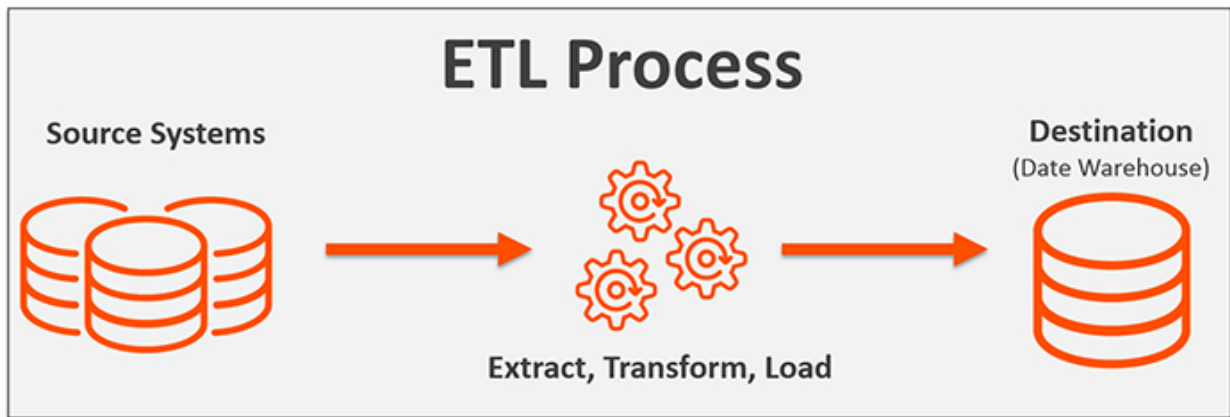 ETL Process
Source Systems
Destination
(Date Warehouse)
Extract, Transform, Load